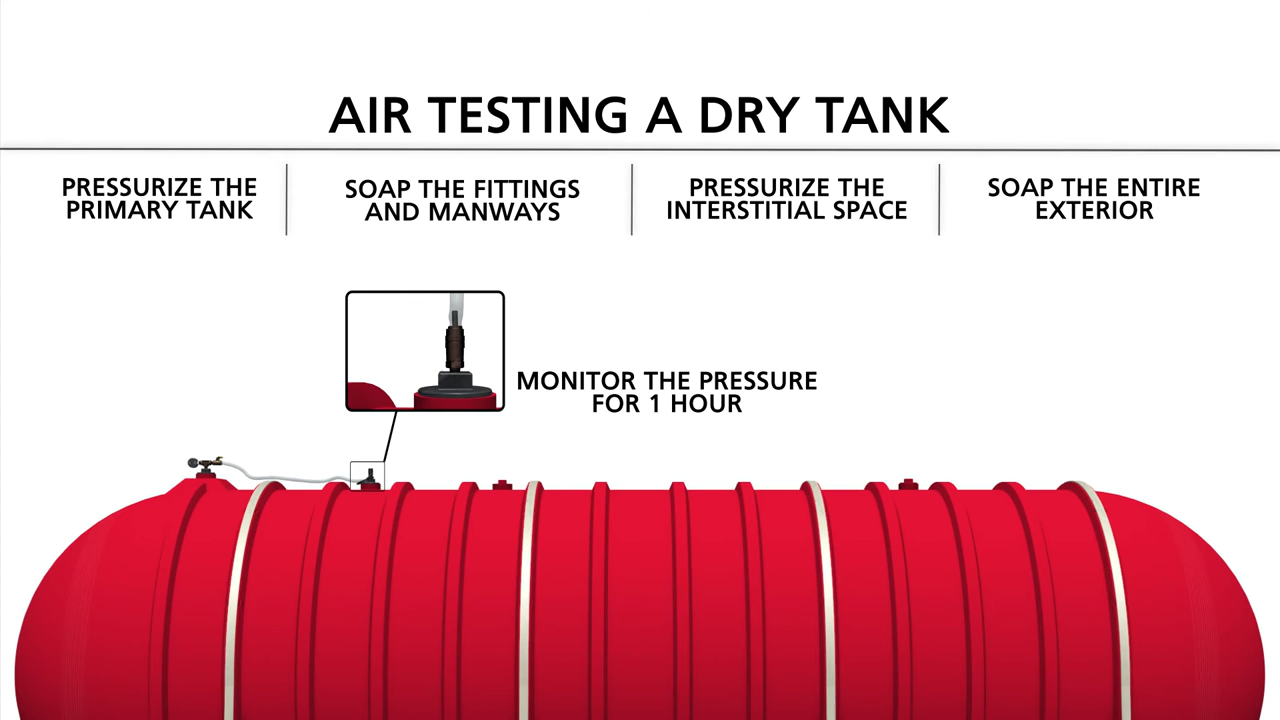 AIR TESTING A DRY TANK
PRESSURIZE THE
PRIMARY TANK
SOAP THE FITTINGS
AND MANWAYS
PRESSURIZE THE
INTERSTITIAL SPACE
SOAP THE ENTIRE
EXTERIOR
MONITOR THE PRESSURE
FOR 1 HOUR